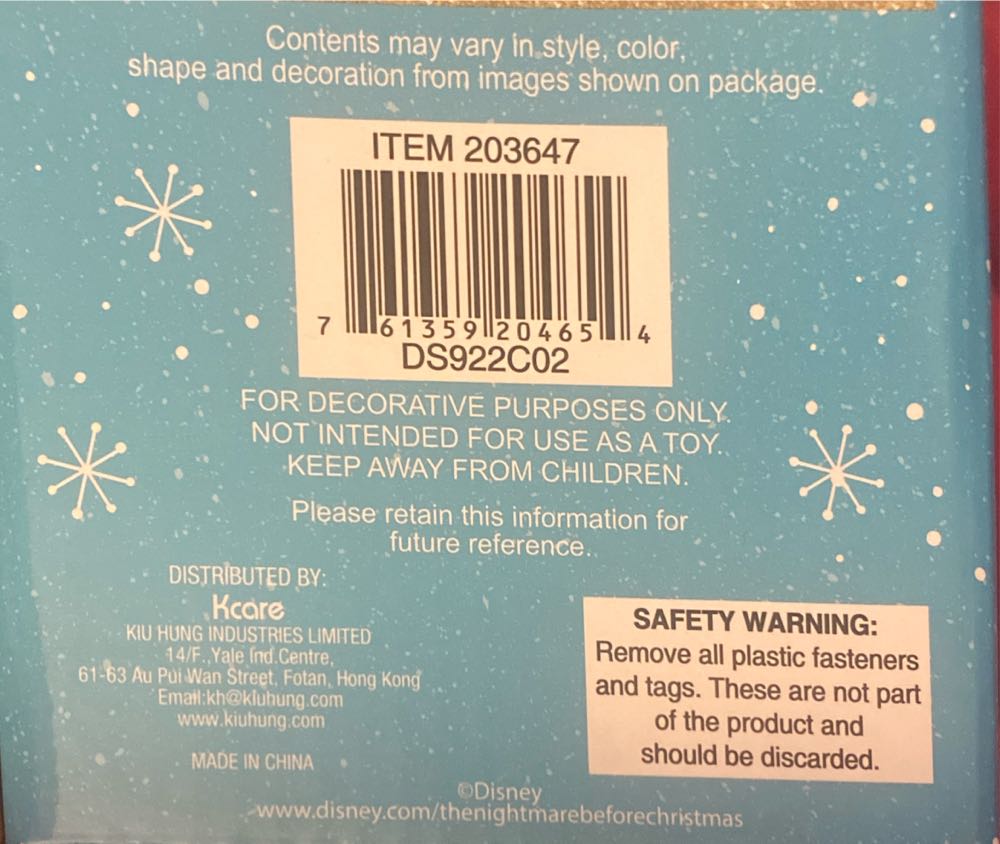 Contents may vary in style, color,
shape and decoration from images shown on package.
ITEM 203647
7 61359 20465 4
DS922C02
FOR DECORATIVE PURPOSES ONLY.
NOT INTENDED FOR USE AS A TOY.
KEEP AWAY FROM CHILDREN.
Please retain this information for
future reference.
DISTRIBUTED BY:
Kcare
KIU HUNG INDUSTRIES LIMITED
14/F.,Yale Ind.Centre,
61-63 Au Pui Wan Street, Fotan, Hong Kong
Email:kh@kiuhung.com
www.kiuhung.com
MADE IN CHINA
SAFETY WARNING:
Remove all plastic fasteners
and tags. These are not part
of the product and
should be discarded.
©Disney
www.disney.com/thenightmarebeforechristmas